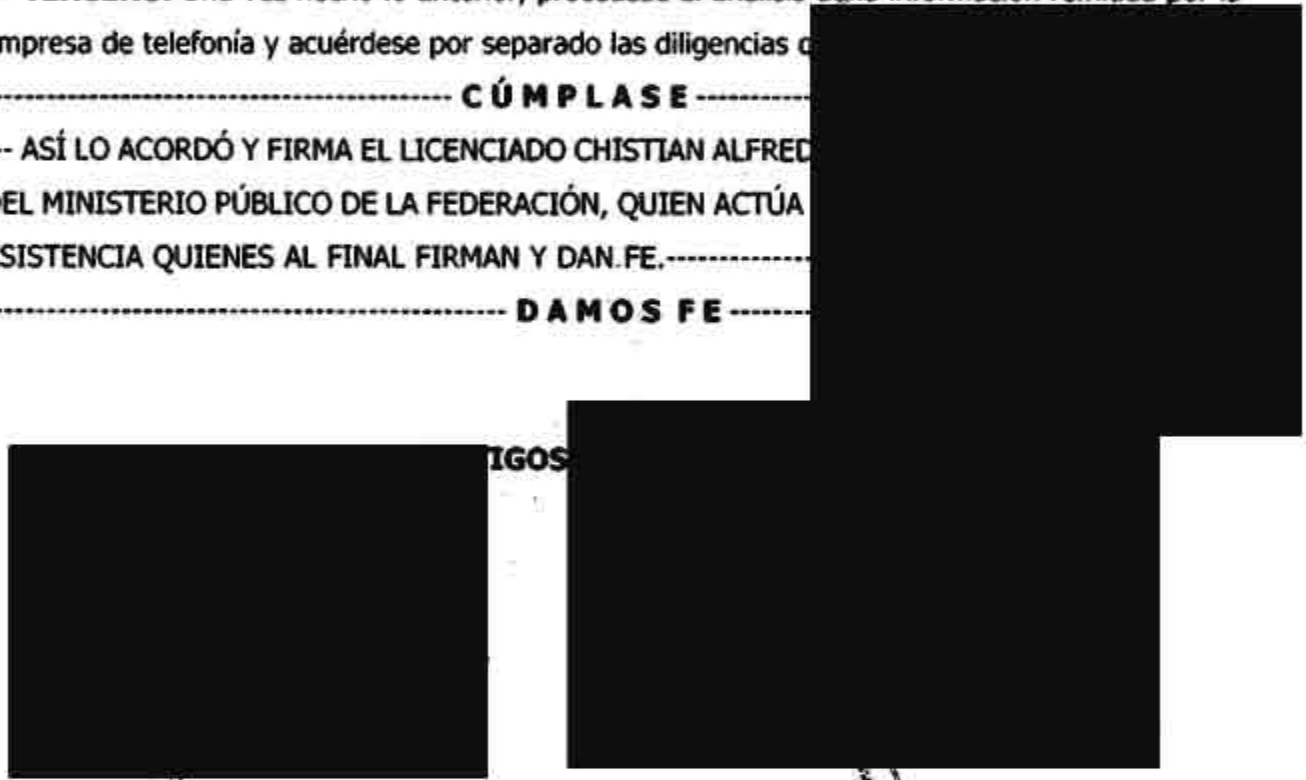 mpresa de telefonía y acuérdese por separado las diligencias
---------- CÚMPLASE ----------
-- ASÍ LO ACORDÓ Y FIRMA EL LICENCIADO CHISTIAN ALFRED
DEL MINISTERIO PÚBLICO DE LA FEDERACIÓN, QUIEN ACTÚA
SISTENCIA QUIENES AL FINAL FIRMAN Y DAN FE.----------
---------- DAMOS FE ----------
IGOS